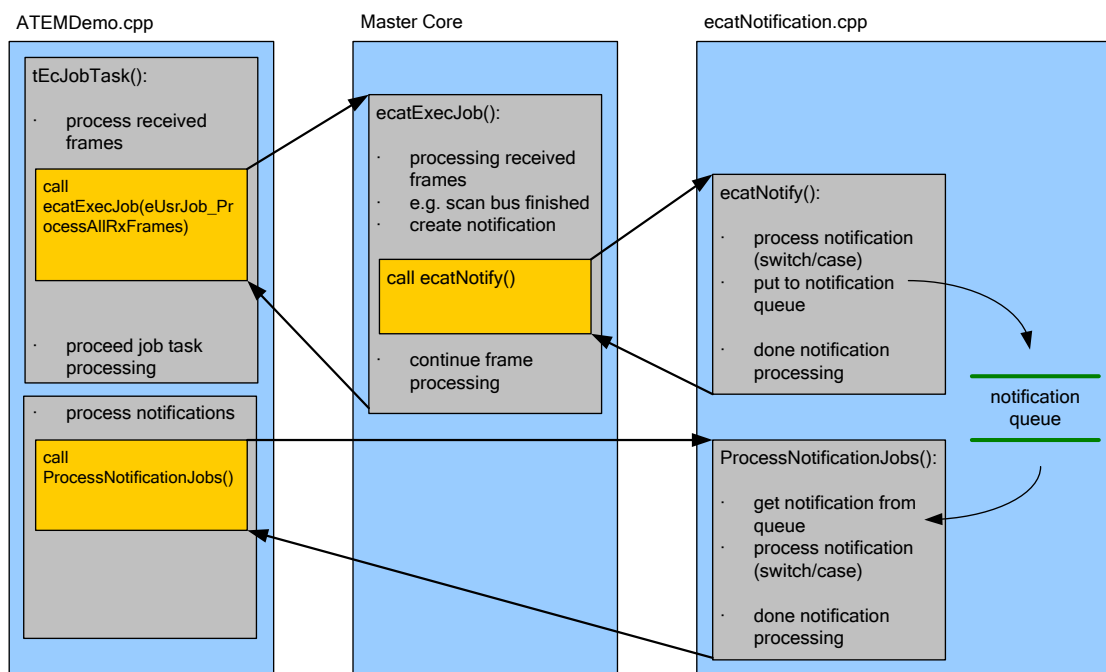 ATEMDemo.cpp
tEcJobTask():
· process received
frames
call
ecatExecJob(eUsrJob_Pr
ocessAllRxFrames)
· proceed job task
processing
· process notifications
call
ProcessNotificationJobs()
Master Core
ecatExecJob():
· processing received
frames
· e.g. scan bus finished
· create notification
call ecatNotify()
· continue frame
processing
ecatNotification.cpp
ecatNotify():
· process notification
(switch/case)
· put to notification
queue
· done notification
processing
notification
queue
ProcessNotificationJobs():
· get notification from
queue
· process notification
(switch/case)
· done notification
processing